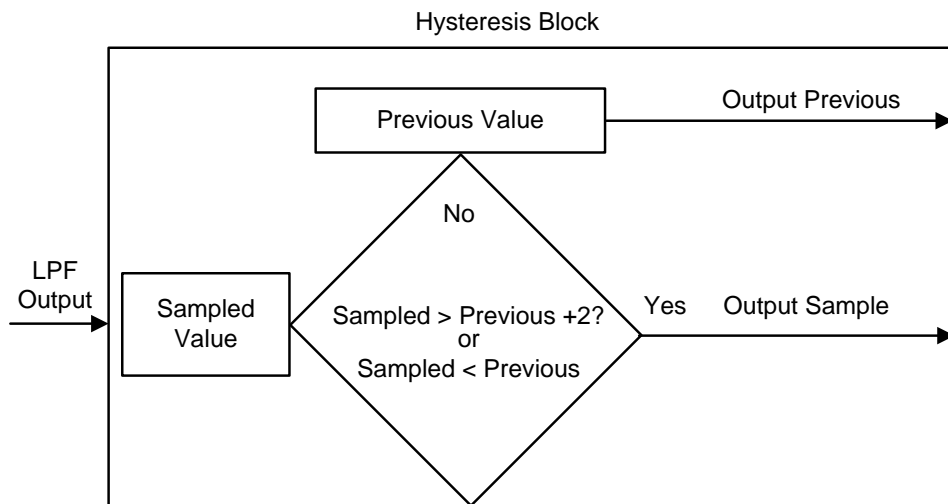 Hysteresis Block
Previous Value
Output Previous
No
LPF
Output
Sampled
Value
Sampled > Previous +2?
or
Sampled < Previous
Yes
Output Sample